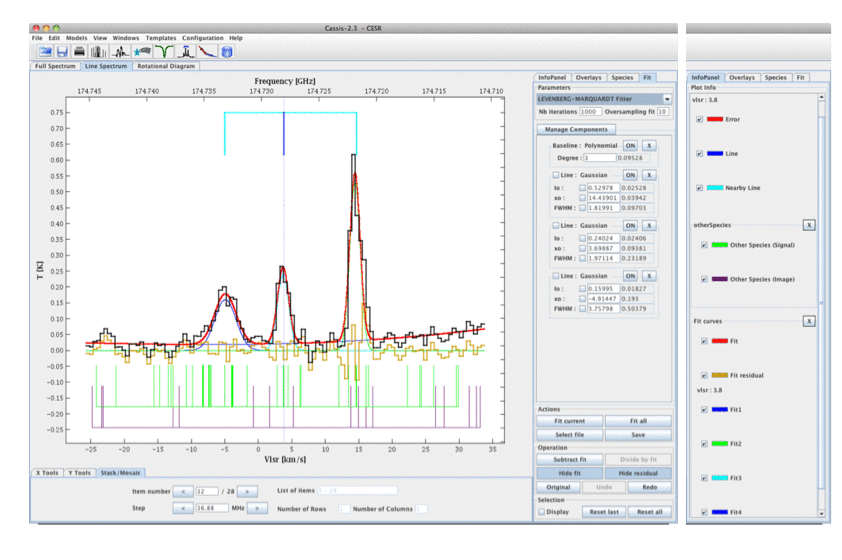 Cassis-2.3 - CESR
File Edit Models View Windows Templates Configuration Help
Full Spectrum Line Spectrum Rotational Diagram
Frequency [GHz]
174.745 174.740 174.735 174.730 174.725 174.720 174.715 174.710
0.75
0.70
0.65
0.60
0.55
0.50
0.45
0.40
0.35
0.30
0.25
0.20
0.15
0.10
0.05
0.00
-0.05
-0.10
-0.15
-0.20
-0.25
T [K]
-25 -20 -15 -10 -5 0 5 10 15 20 25 30 35
Vlsr [km/s]
X Tools Y Tools Stack/Mosaic
Item number < 12 / 28 > List of items
Step < 16.88 MHz > Number of Rows Number of Columns
InfoPanel Overlays Species Fit
Parameters
LEVENBERG-MARQUARDT Fitter
Nb iterations 1000 Oversampling fit 10
Manage Components
Baseline : Polynomial ON X
Degree : 3 0.09528
Line : Gaussian ON X
Io : 0.52978 0.02528
xo : 14.43901 0.03942
FWHM : 1.81991 0.09703
Line : Gaussian ON X
Io : 0.24024 0.02406
xo : 3.69887 0.09381
FWHM : 1.97114 0.23189
Line : Gaussian ON X
Io : 0.15995 0.01827
xo : -4.91447 0.193
FWHM : 3.75798 0.50379
Actions
Fit current Fit all
Select file Save
Operation
Subtract fit Divide by fit
Hide fit Hide residual
Original Undo Redo
Selection
Display Reset last Reset all
InfoPanel Overlays Species Fit
Plot Info
vlsr : 3.8
Error
Line
Nearby Line
otherSpecies X
Other Species (Signal)
Other Species (Image)
Fit curves X
Fit
Fit residual
vlsr : 3.8
Fit1
Fit2
Fit3
Fit4